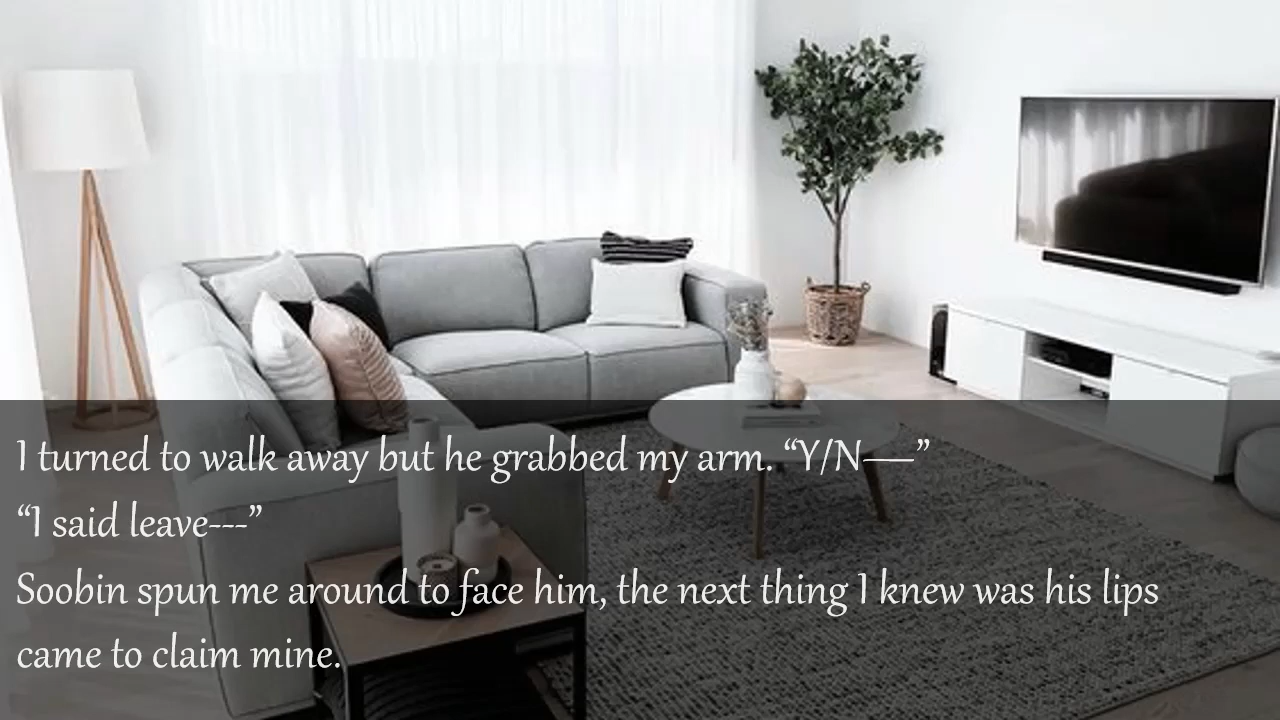 I turned to walk away but he grabbed my arm. “Y/N—–”
“I said leave---”
Soobin spun me around to face him, the next thing I knew was his lips
came to claim mine.